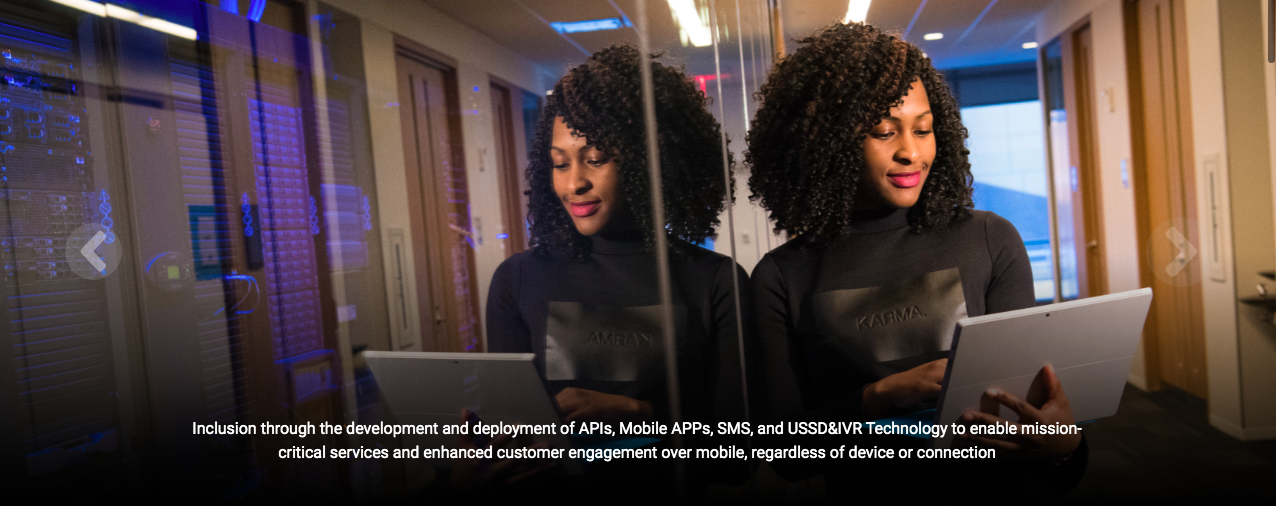 KARMA.
KARMA.
Inclusion through the development and deployment of APIs, Mobile APPs, SMS, and USSD&IVR Technology to enable mission-
critical services and enhanced customer engagement over mobile, regardless of device or connection